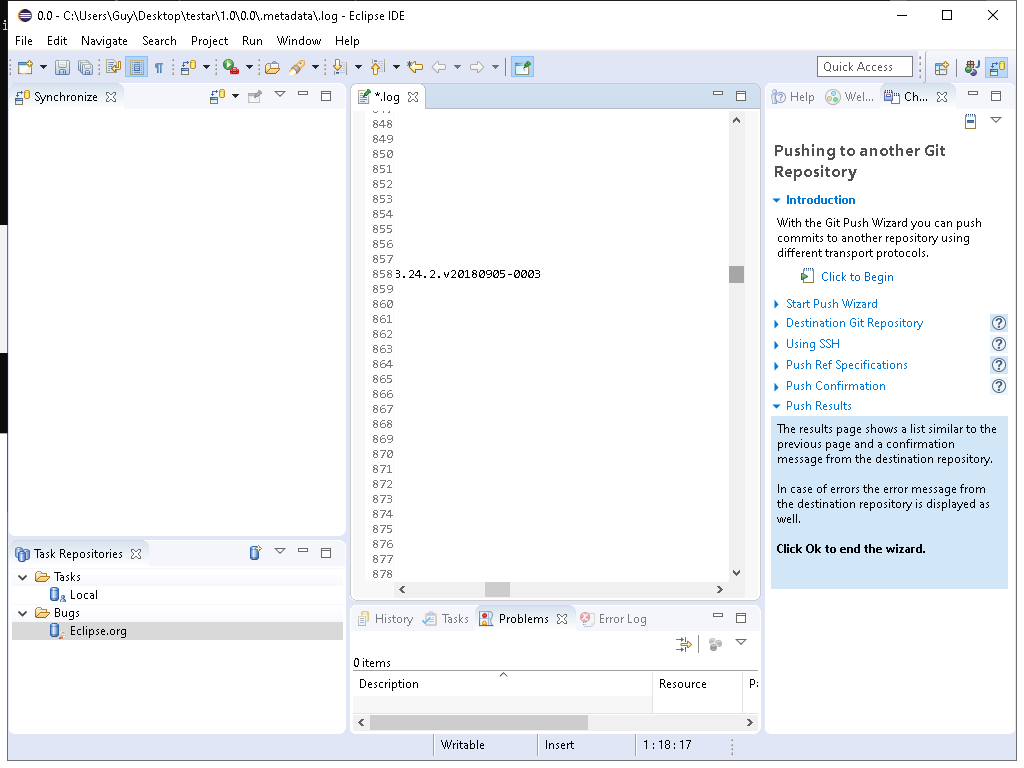 0.0 - C:\Users\Guy\Desktop\testar\1.0\0.0\.metadata\.log - Eclipse IDE
File Edit Navigate Search Project Run Window Help
Quick Access
Synchronize
*.log
848
849
850
851
852
853
854
855
856
857
858 3.24.2.v20180905-0003
859
860
861
862
863
864
865
866
867
868
869
870
871
872
873
874
875
876
877
878
Help Wel... Ch...
Pushing to another Git
Repository
Introduction
With the Git Push Wizard you can push
commits to another repository using
different transport protocols.
Click to Begin
Start Push Wizard
Destination Git Repository
Using SSH
Push Ref Specifications
Push Confirmation
Push Results
The results page shows a list similar to the
previous page and a confirmation
message from the destination repository.
In case of errors the error message from
the destination repository is displayed as
well.
Click Ok to end the wizard.
Task Repositories
Tasks
Local
Bugs
Eclipse.org
History Tasks Problems Error Log
0 items
Description Resource
Writable Insert 1 : 18 : 17